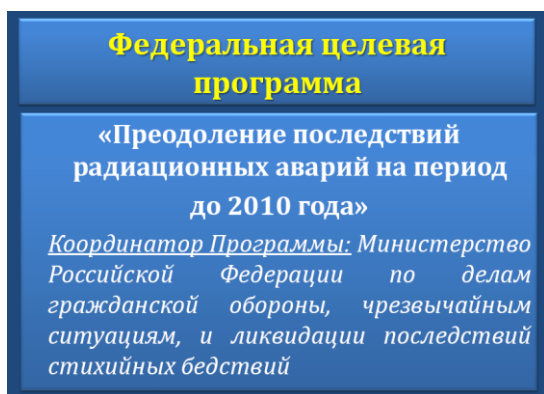 Федеральная целевая
программа
«Преодоление последствий
радиационных аварий на период
до 2010 года»
Координатор Программы: Министерство
Российской Федерации по делам
гражданской обороны, чрезвычайным
ситуациям, и ликвидации последствий
стихийных бедствий